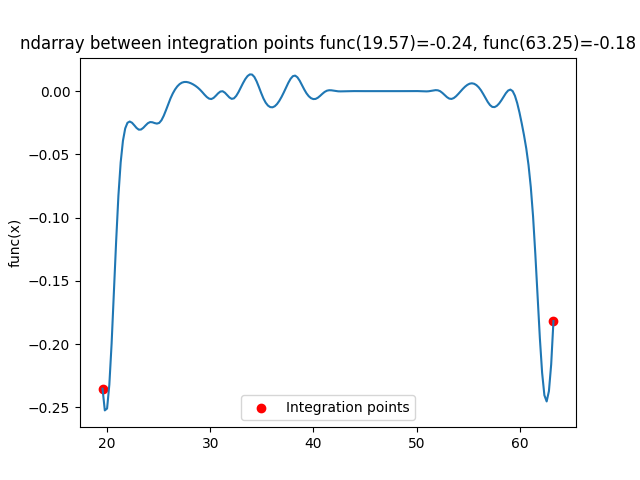 ndarray between integration points func(19.57)=-0.24, func(63.25)=-0.18
0.00
−0.05
−0.10
−0.15
−0.20
−0.25
func(x)
Integration points
20 30 40 50 60